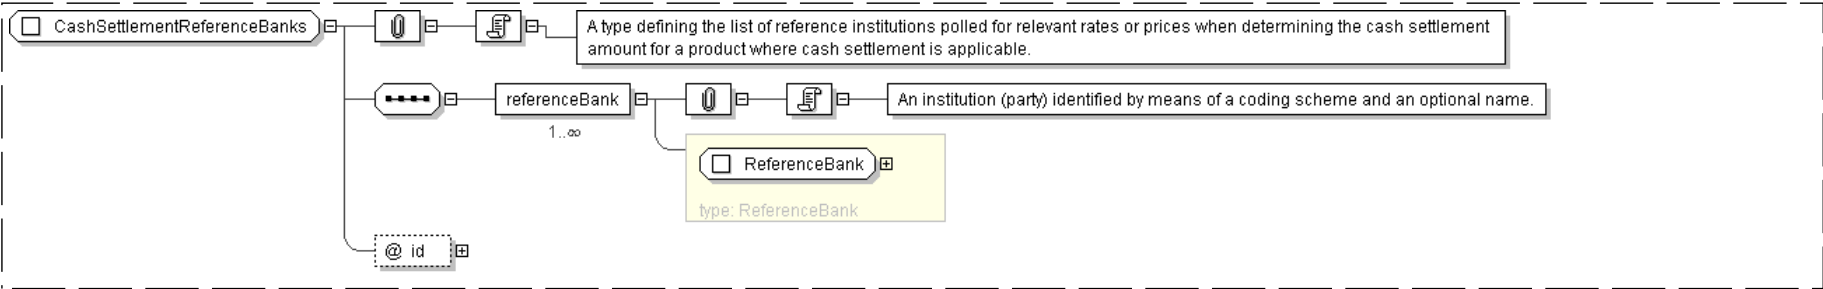 CashSettlementReferenceBanks
A type defining the list of reference institutions polled for relevant rates or prices when determining the cash settlement
amount for a product where cash settlement is applicable.
referenceBank
An institution (party) identified by means of a coding scheme and an optional name.
1..∞
ReferenceBank
type: ReferenceBank
@ id